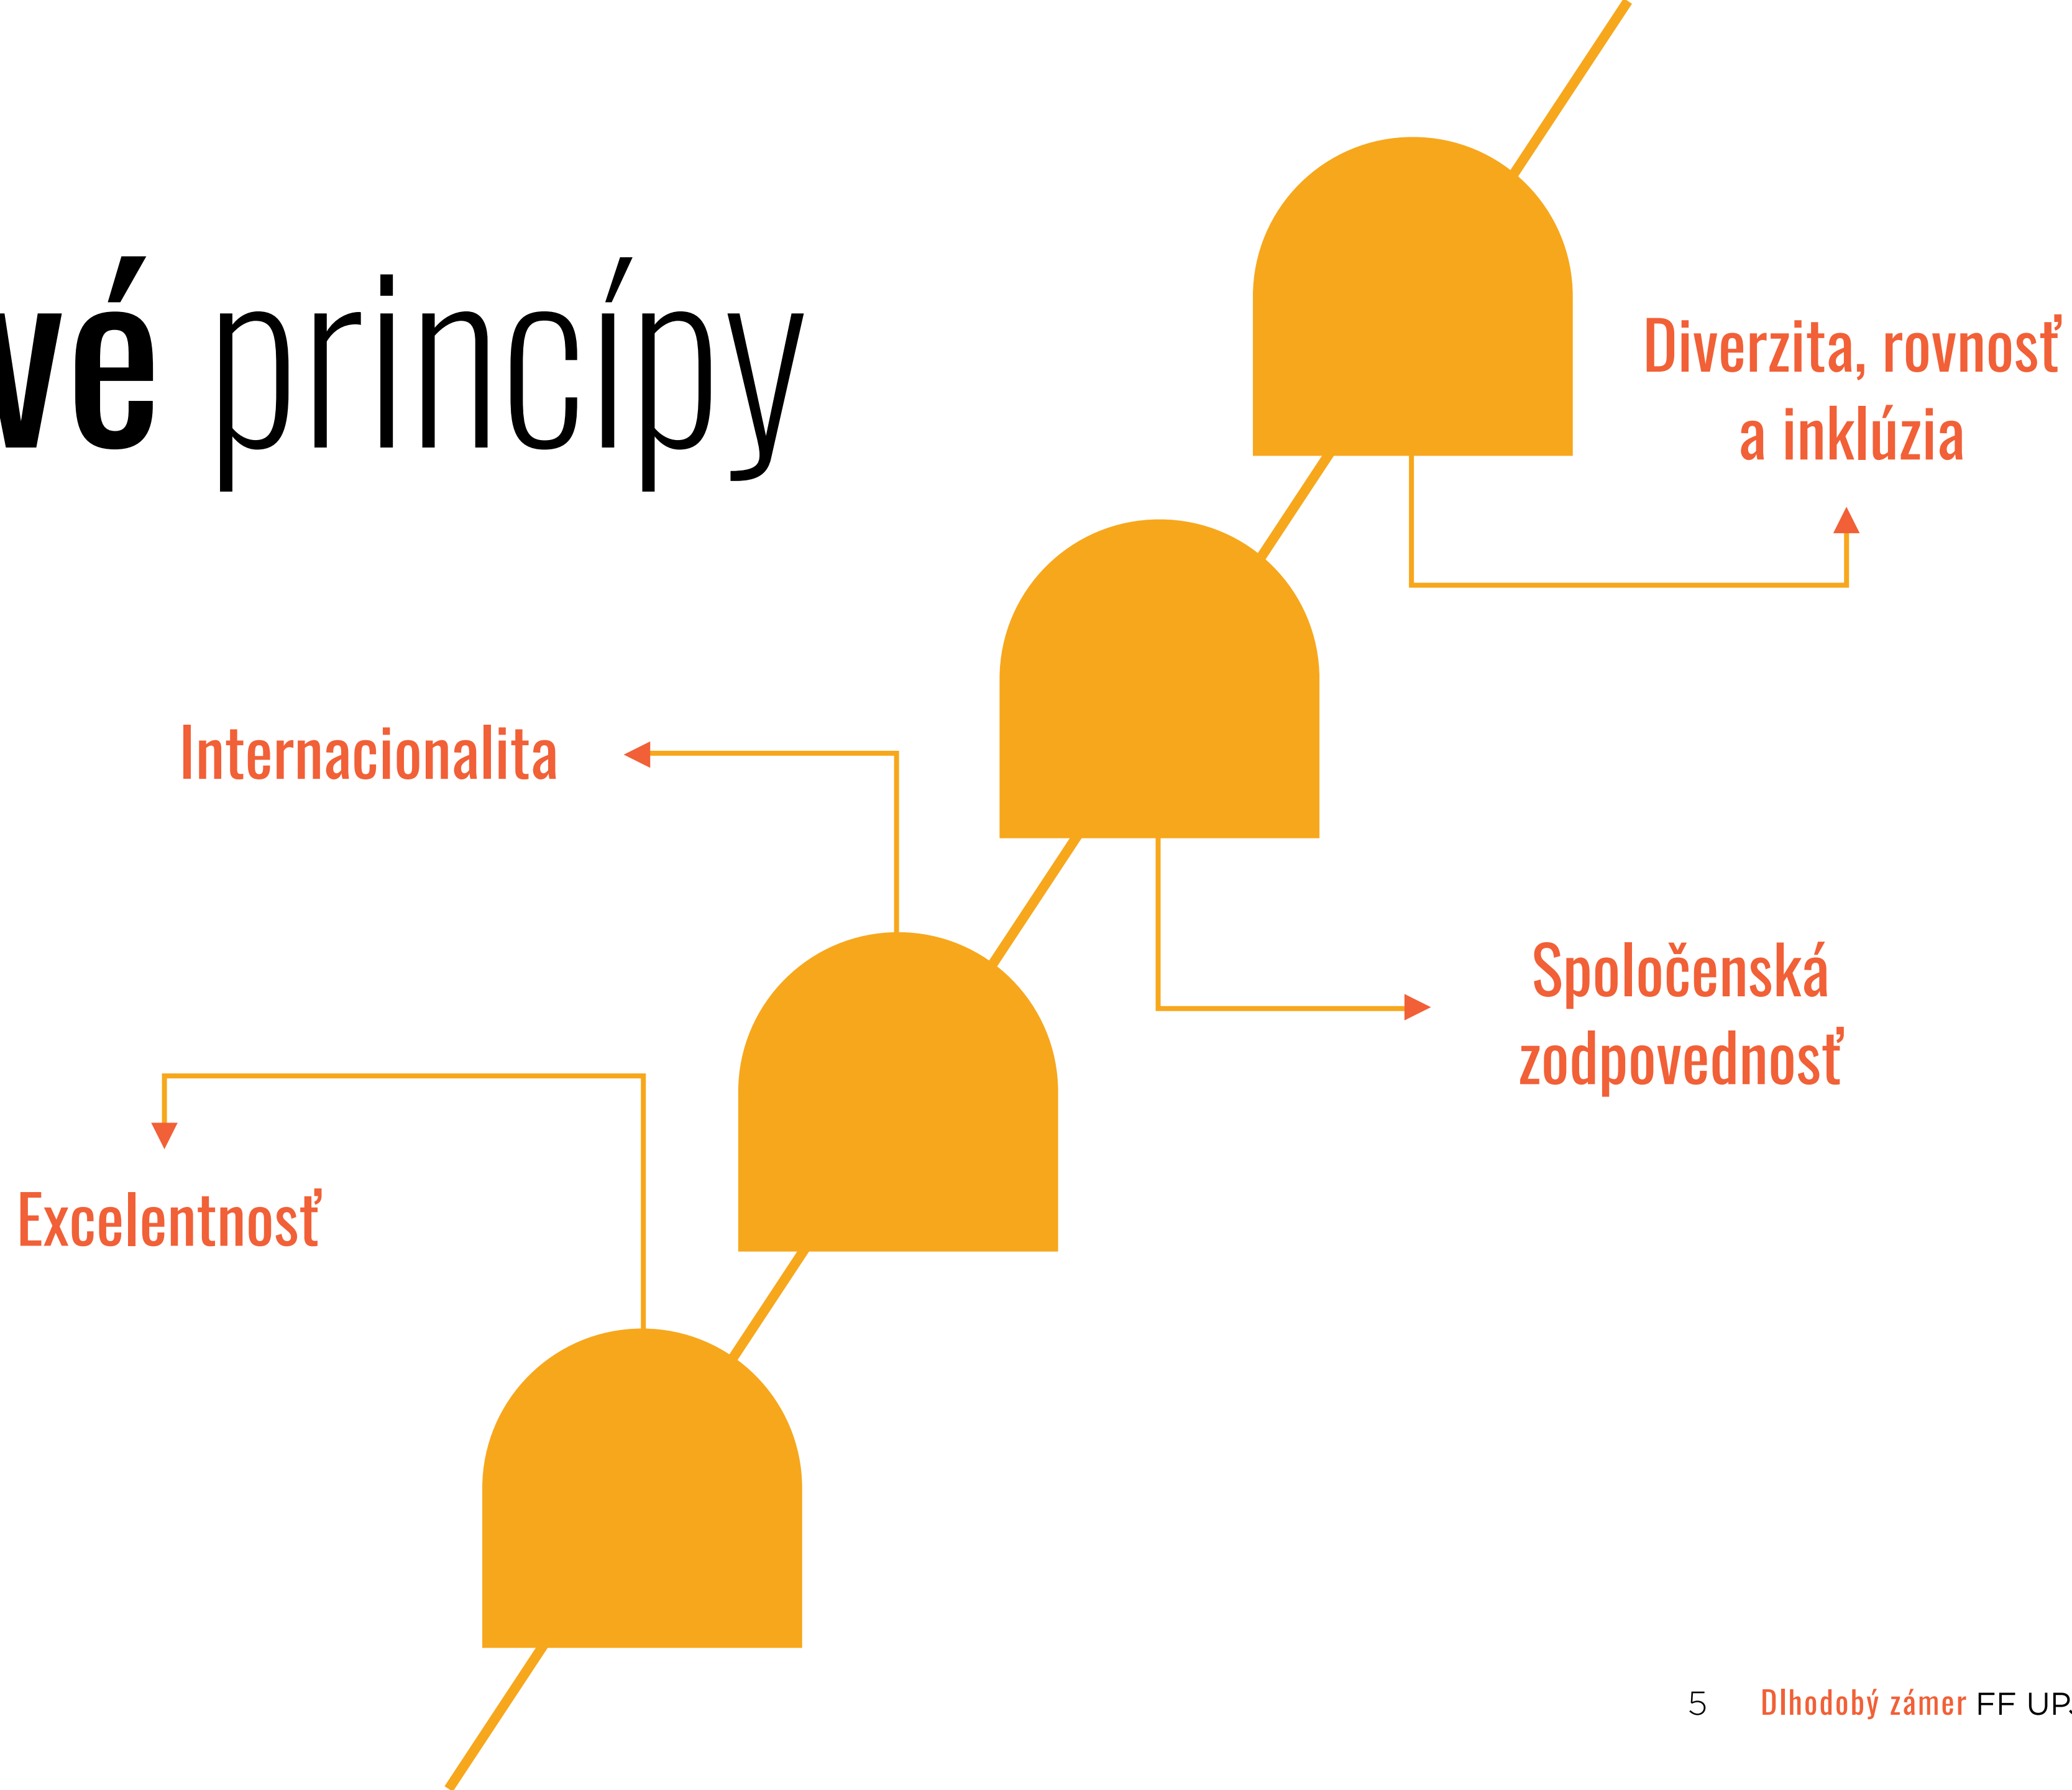 vé princípy
Diverzita, rovnosť
a inklúzia
Internacionalita
Spoločenská
zodpovednosť
Excelentnosť
5 Dlhodobý zámer FF UP